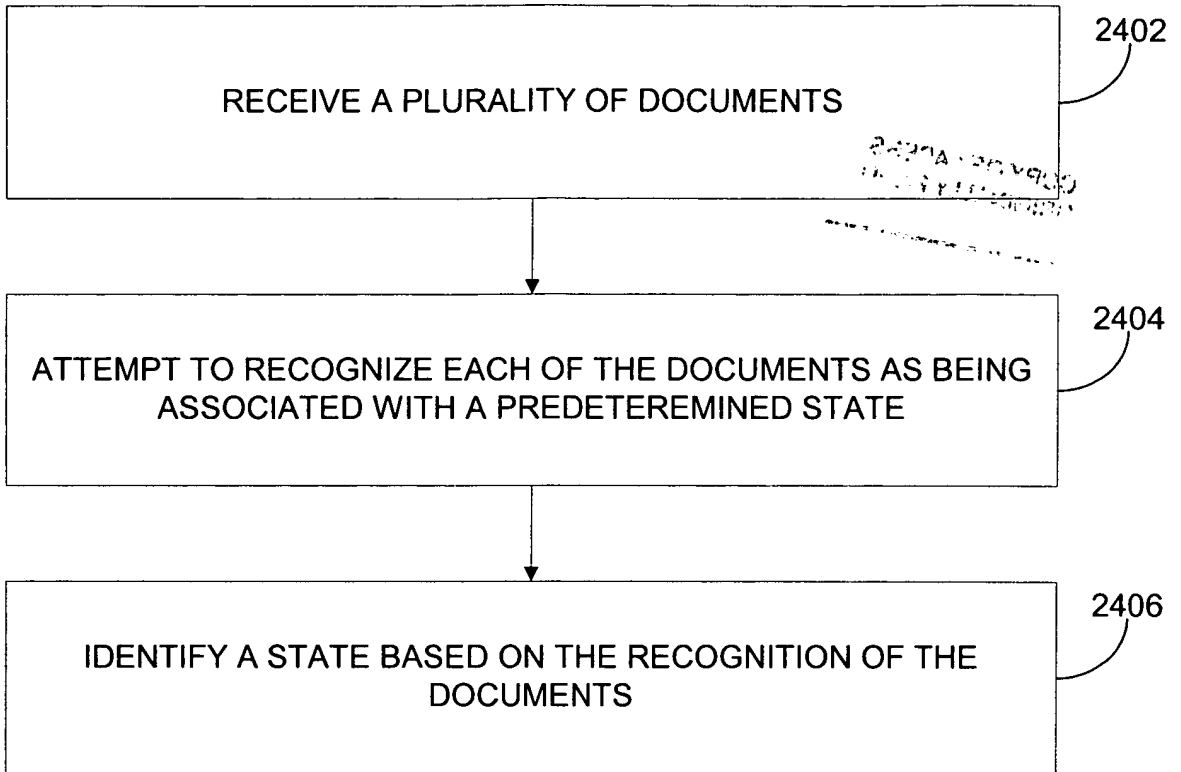 2402
RECEIVE A PLURALITY OF DOCUMENTS
2404
ATTEMPT TO RECOGNIZE EACH OF THE DOCUMENTS AS BEING
ASSOCIATED WITH A PREDETEREMINED STATE
2406
IDENTIFY A STATE BASED ON THE RECOGNITION OF THE
DOCUMENTS